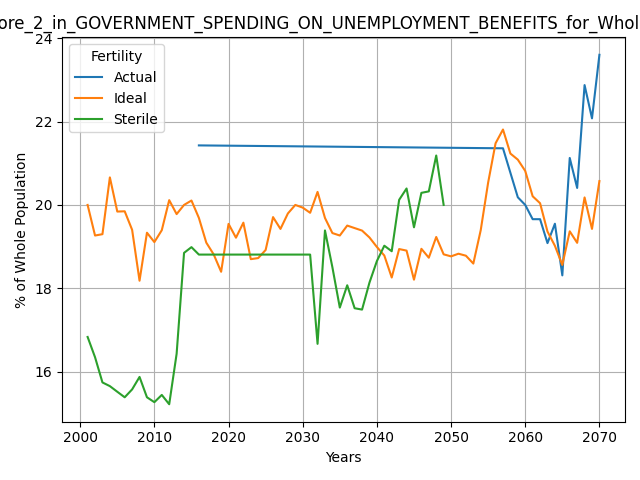 ore_2_in_GOVERNMENT_SPENDING_ON_UNEMPLOYMENT_BENEFITS_for_Whol
24
22
20
18
16
% of Whole Population
Fertility
Actual
Ideal
Sterile
2000 2010 2020 2030 2040 2050 2060 2070
Years